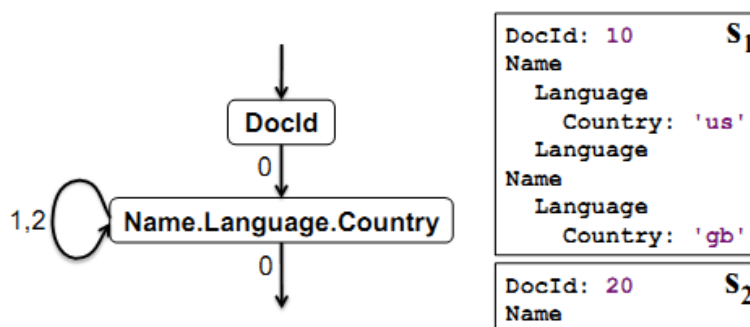 DocId
0
1,2
Name.Language.Country
0
DocId: 10 s1
Name
Language
Country: 'us'
Language
Name
Language
Country: 'gb'
DocId: 20 s2
Name